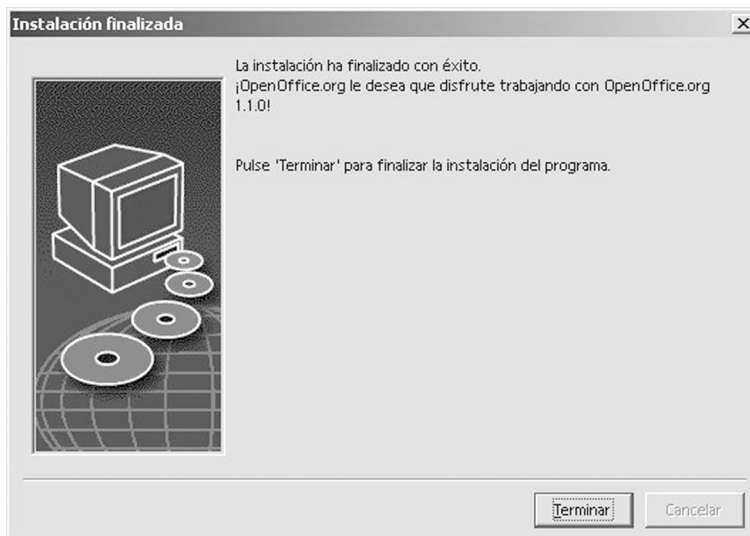 Instalación finalizada
La instalación ha finalizado con éxito.
¡OpenOffice.org le desea que disfrute trabajando con OpenOffice.org
1.1.0!
Pulse 'Terminar' para finalizar la instalación del programa.
Terminar
Cancelar